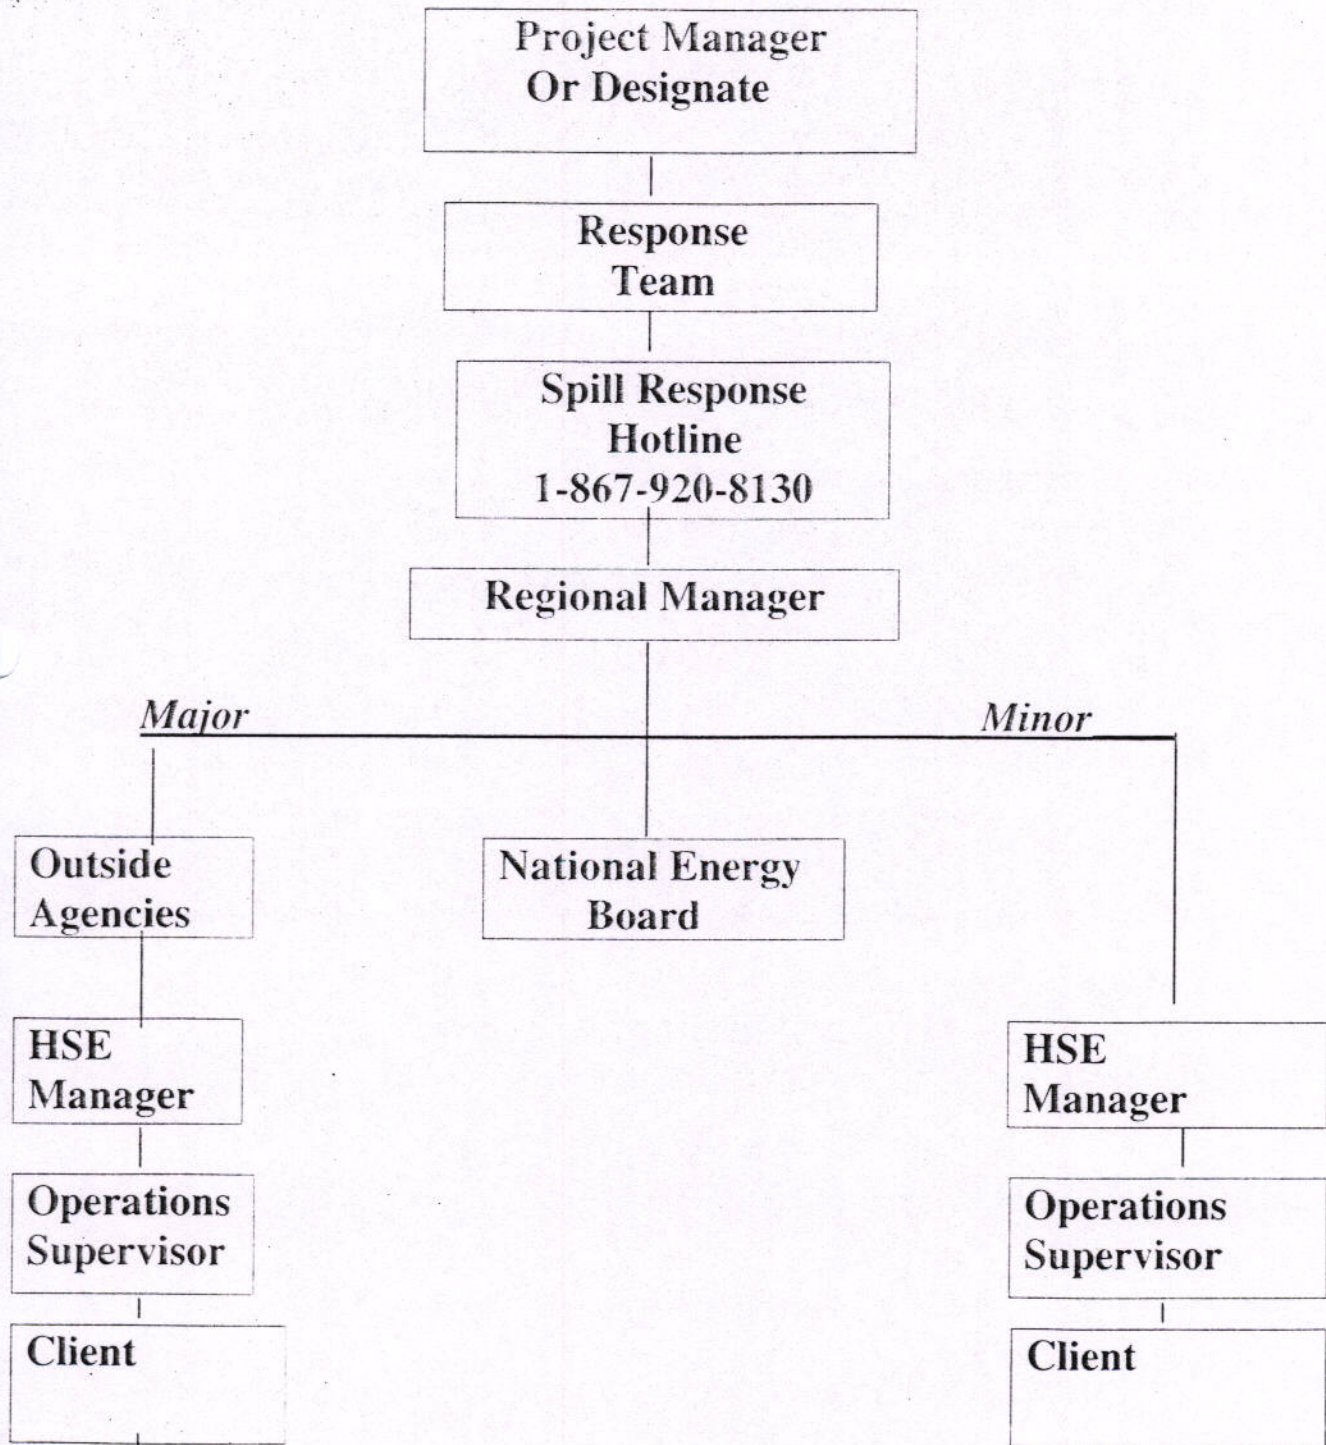 Project Manager
Or Designate
Response
Team
Spill Response
Hotline
1-867-920-8130
Regional Manager
Major
Minor
Outside
Agencies
National Energy
Board
HSE
Manager
HSE
Manager
Operations
Supervisor
Operations
Supervisor
Client
Client